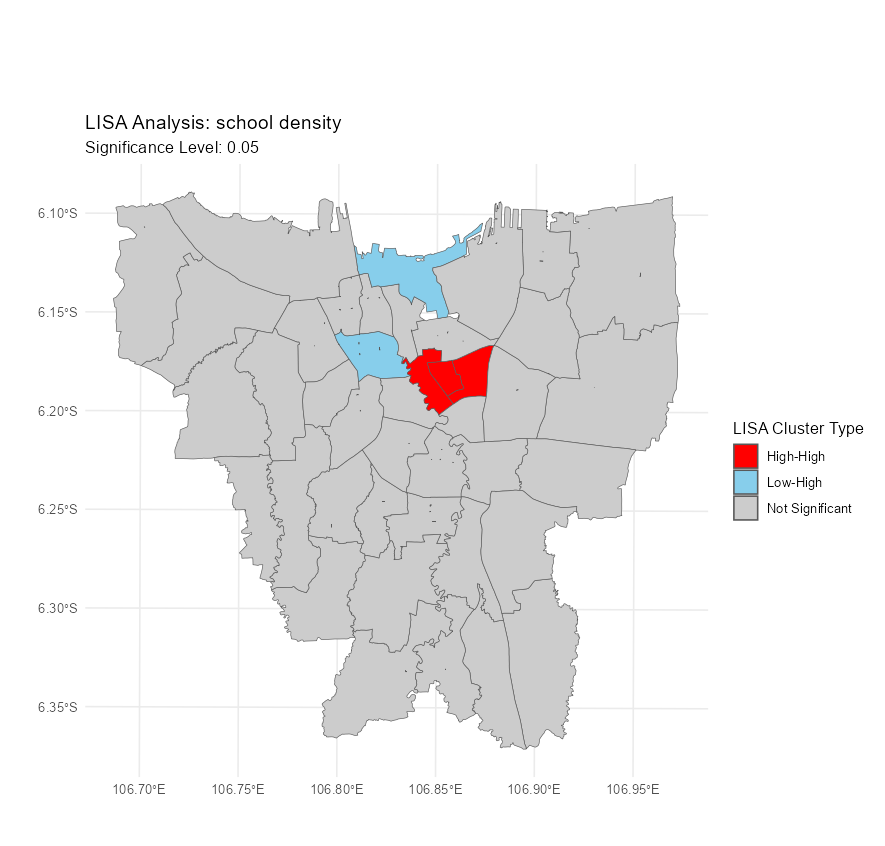 LISA Analysis: school density
Significance Level: 0.05
6.10°S
6.15°S
6.20°S
6.25°S
6.30°S
6.35°S
106.70°E 106.75°E 106.80°E 106.85°E 106.90°E 106.95°E
LISA Cluster Type
High-High
Low-High
Not Significant